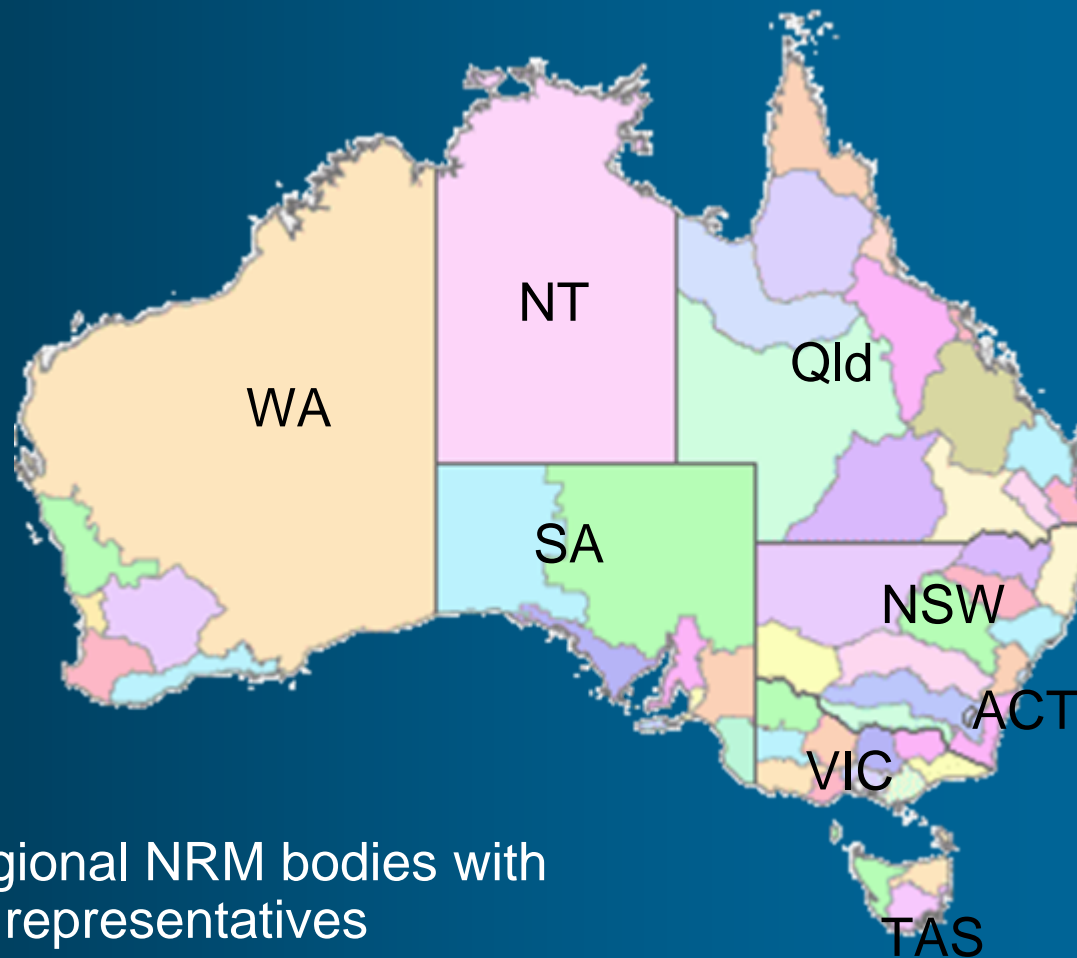 NT
Qld
WA
SA
NSW
ACT
VIC
gional NRM bodies with
representatives
TAS